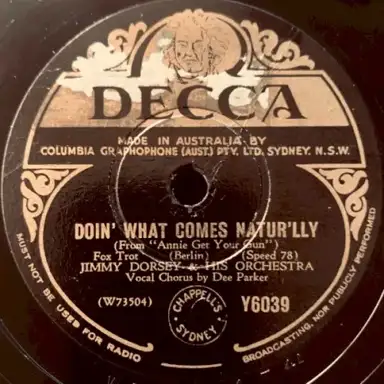 DECCA
MADE IN AUSTRALIA BY
COLUMBIA GRAPHOPHONE (AUST.) PTY. LTD. SYDNEY. N.S.W.
DOIN' WHAT COMES NATUR'LLY
(From "Annie Get Your Gun")
Fox Trot (Berlin) (Speed 78)
JIMMY DORSEY & HIS ORCHESTRA
Vocal Chorus by Dee Parker
(W73504) CHAPPELL'S SYDNEY Y6039
MUST NOT BE USED FOR RADIO BROADCASTING, NOR PUBLICLY PERFORMED